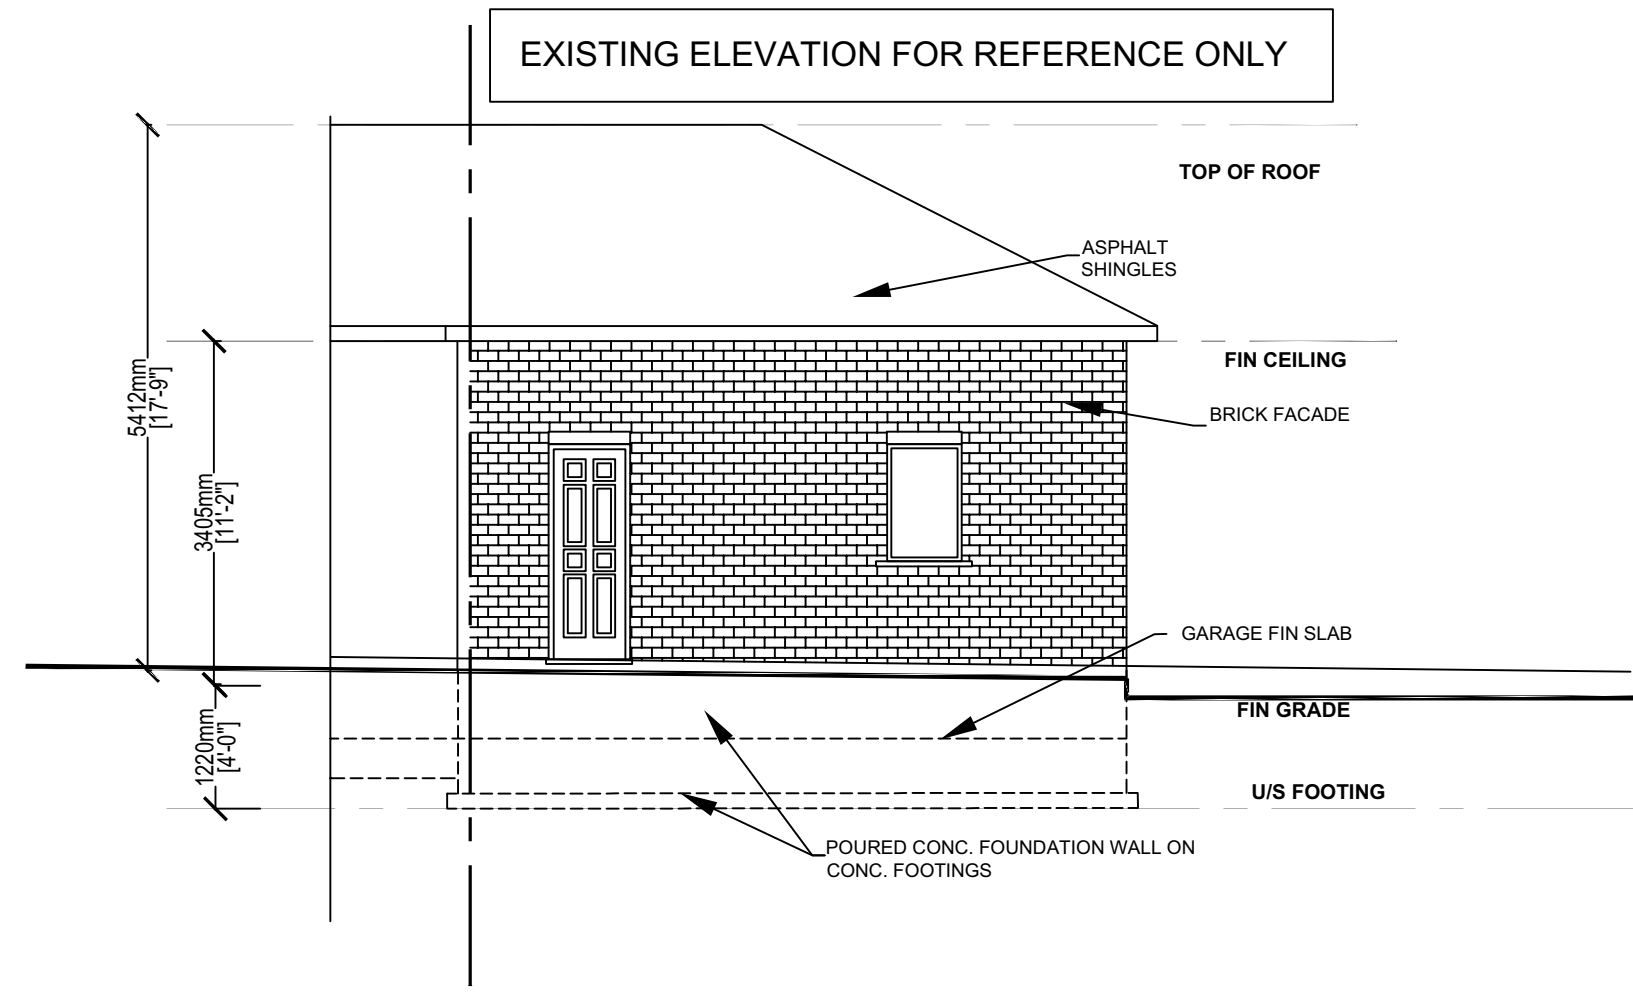 EXISTING ELEVATION FOR REFERENCE ONLY
TOP OF ROOF
ASPHALT
SHINGLES
FIN CEILING
5412mm
[17'-9"]
BRICK FACADE
3405mm
[11'-2"]
GARAGE FIN SLAB
FIN GRADE
1220mm
[4'-0"]
U/S FOOTING
POURED CONC. FOUNDATION WALL ON
CONC. FOOTINGS